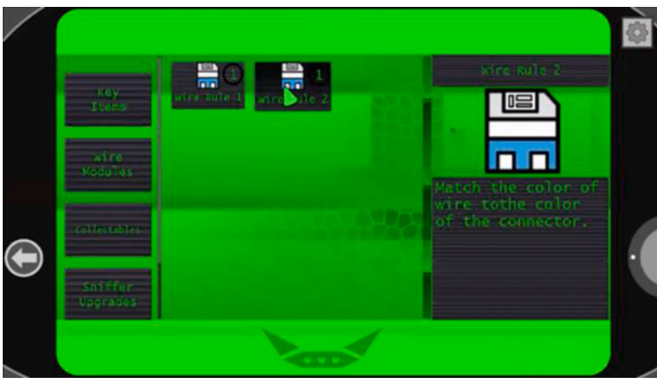 Key
Items
Wire
Modules
Collectables
Sniffer
Upgrades
1
Wire Rule 1
1
Wire Rule 2
Wire Rule 2
Match the color of
wire tothe color
of the connector.